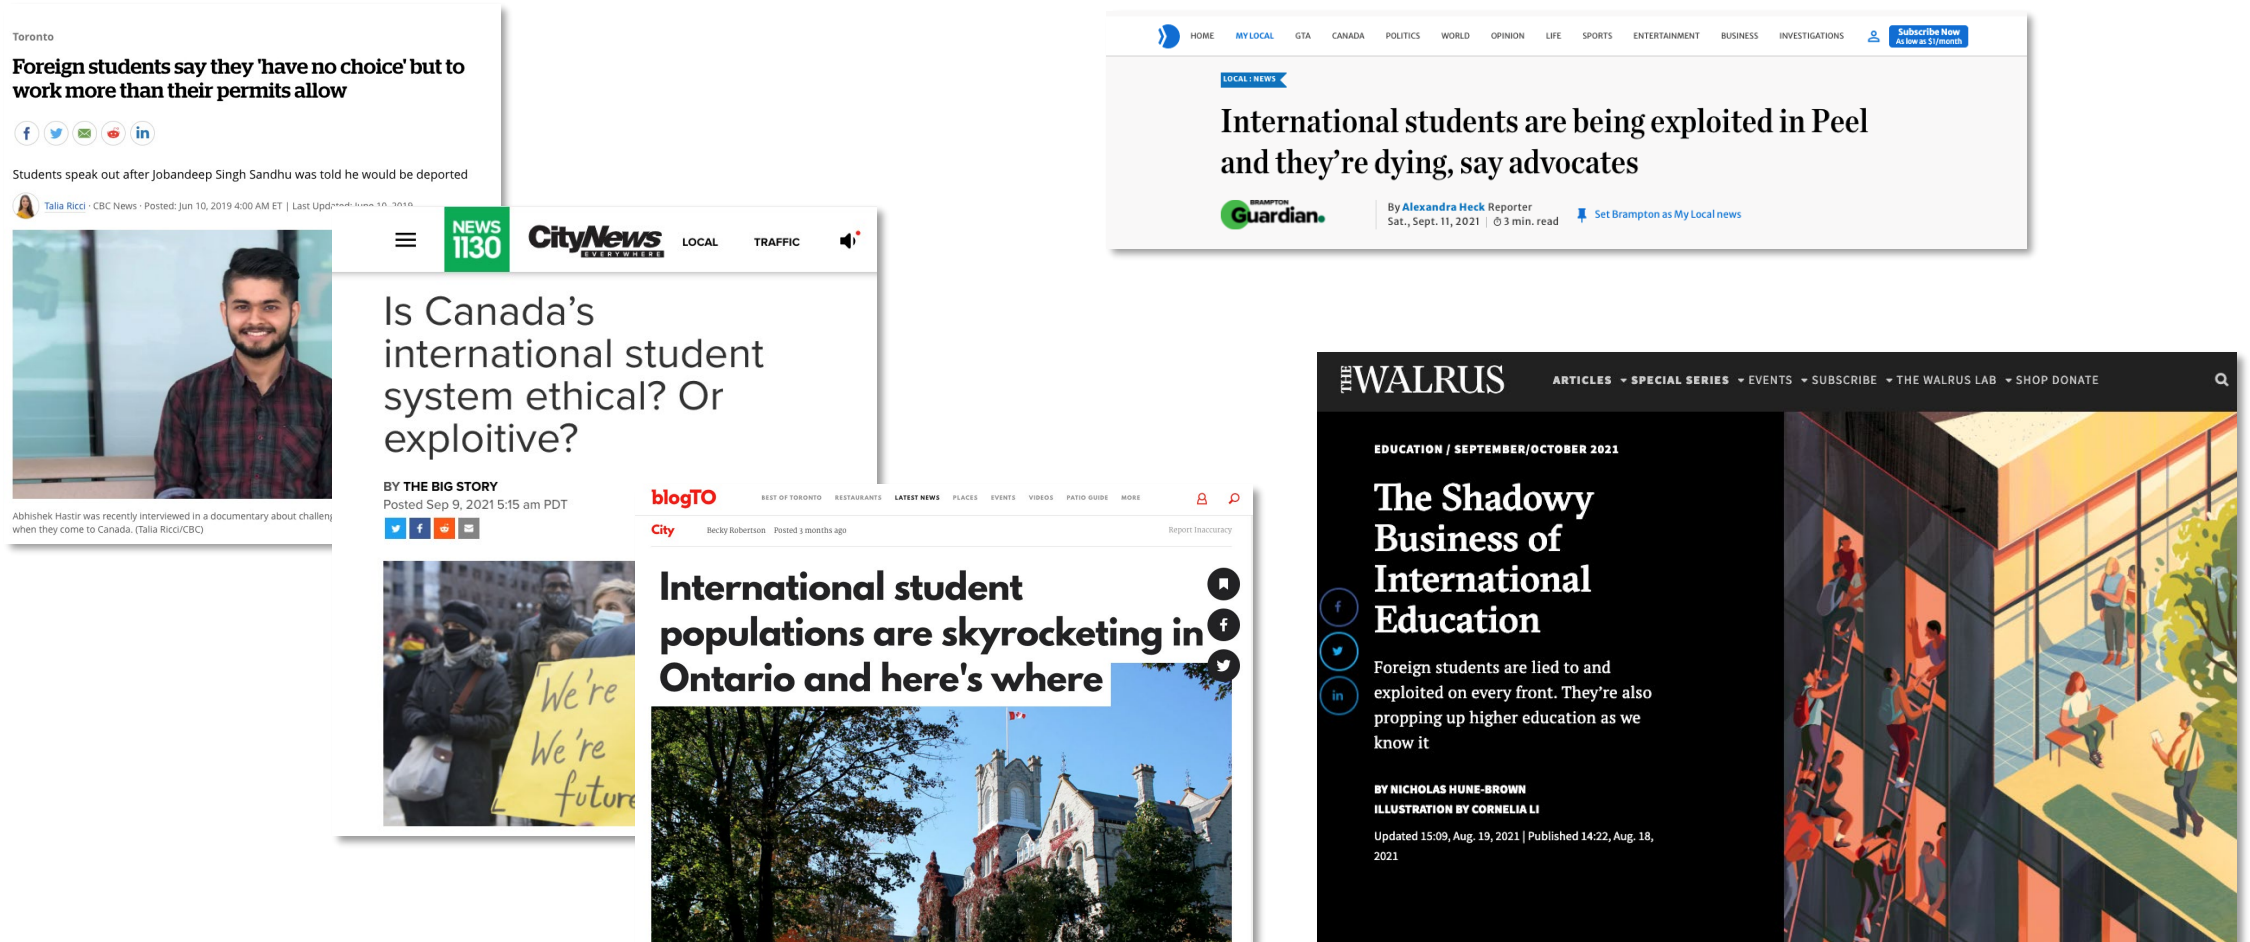 Toronto
Foreign students say they 'have no choice' but to
work more than their permits allow
Students speak out after Jobandeep Singh Sandhu was told he would be deported
Talia Ricci · CBC News · Posted: Jun 10, 2019 4:00 AM ET | Last Updated: June 10, 2019
Abhishek Hastir was recently interviewed in a documentary about challeng
when they come to Canada. (Talia Ricci/CBC)
NEWS
1130
CityNews
EVERYWHERE
LOCAL
TRAFFIC
Is Canada's
international student
system ethical? Or
exploitive?
BY THE BIG STORY
Posted Sep 9, 2021 5:15 am PDT
We're
We're
future
blogTO
BEST OF TORONTO RESTAURANTS LATEST NEWS PLACES EVENTS VIDEOS PATIO GUIDE MORE
City
Becky Robertson Posted 3 months ago
Report Inaccuracy
International student
populations are skyrocketing in
Ontario and here's where
HOME MY LOCAL GTA CANADA POLITICS WORLD OPINION LIFE SPORTS ENTERTAINMENT BUSINESS INVESTIGATIONS
Subscribe Now
As low as $1/month
LOCAL : NEWS
International students are being exploited in Peel
and they're dying, say advocates
BRAMPTON
Guardian.
By Alexandra Heck Reporter
Sat., Sept. 11, 2021 | 3 min. read
Set Brampton as My Local news
THE WALRUS
ARTICLES SPECIAL SERIES EVENTS SUBSCRIBE THE WALRUS LAB SHOP DONATE
EDUCATION / SEPTEMBER/OCTOBER 2021
The Shadowy
Business of
International
Education
Foreign students are lied to and
exploited on every front. They're also
propping up higher education as we
know it
BY NICHOLAS HUNE-BROWN
ILLUSTRATION BY CORNELIA LI
Updated 15:09, Aug. 19, 2021 | Published 14:22, Aug. 18,
2021